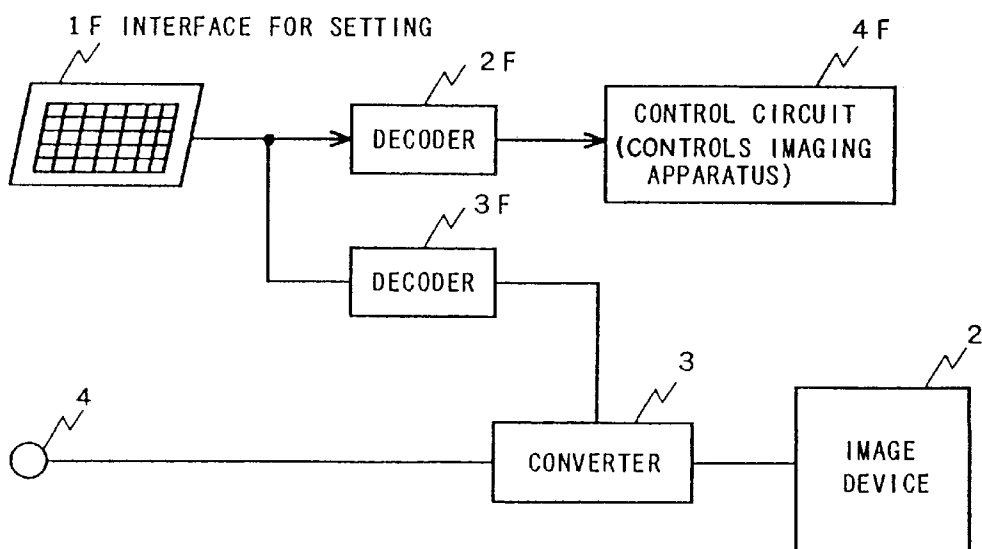 1F INTERFACE FOR SETTING
2F
4F
DECODER
CONTROL CIRCUIT
(CONTROLS IMAGING
APPARATUS)
3F
DECODER
2
3
4
CONVERTER
IMAGE
DEVICE